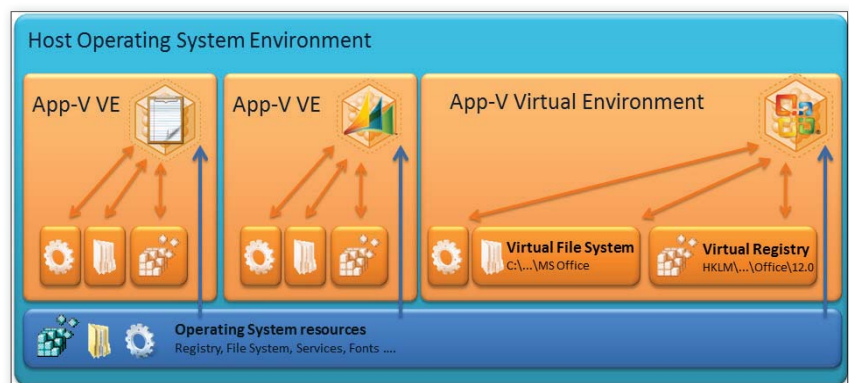 Host Operating System Environment
App-V VE
App-V VE
App-V Virtual Environment
Virtual File System
C:\...\MS Office
Virtual Registry
HKLM\...\Office\12.0
Operating System resources
Registry, File System, Services, Fonts ....